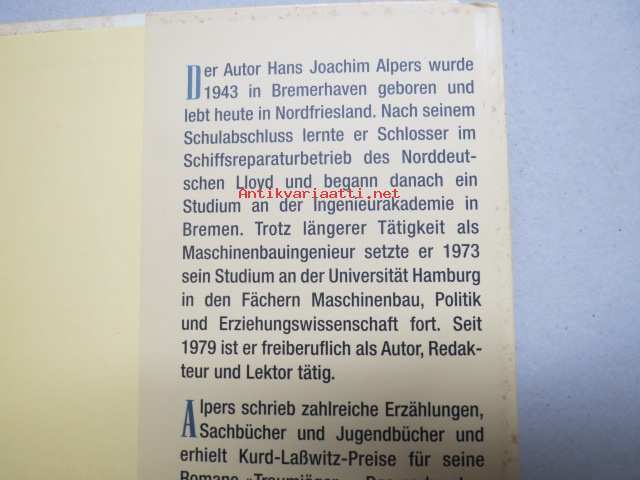 Der Autor Hans Joachim Alpers wurde
1943 in Bremerhaven geboren und
lebt heute in Nordfriesland. Nach seinem
Schulabschluss lernte er Schlosser im
Schiffsreparaturbetrieb des Norddeut-
schen Lloyd und begann danach ein
Antikvariaatti.net
Studium an der Ingenieurakademie in
Bremen. Trotz längerer Tätigkeit als
Maschinenbauingenieur setzte er 1973
sein Studium an der Universität Hamburg
in den Fächern Maschinenbau, Politik
und Erziehungswissenschaft fort. Seit
1979 ist er freiberuflich als Autor, Redak-
teur und Lektor tätig.
Alpers schrieb zahlreiche Erzählungen,
Sachbücher und Jugendbücher und
erhielt Kurd-Laßwitz-Preise für seine
Romane